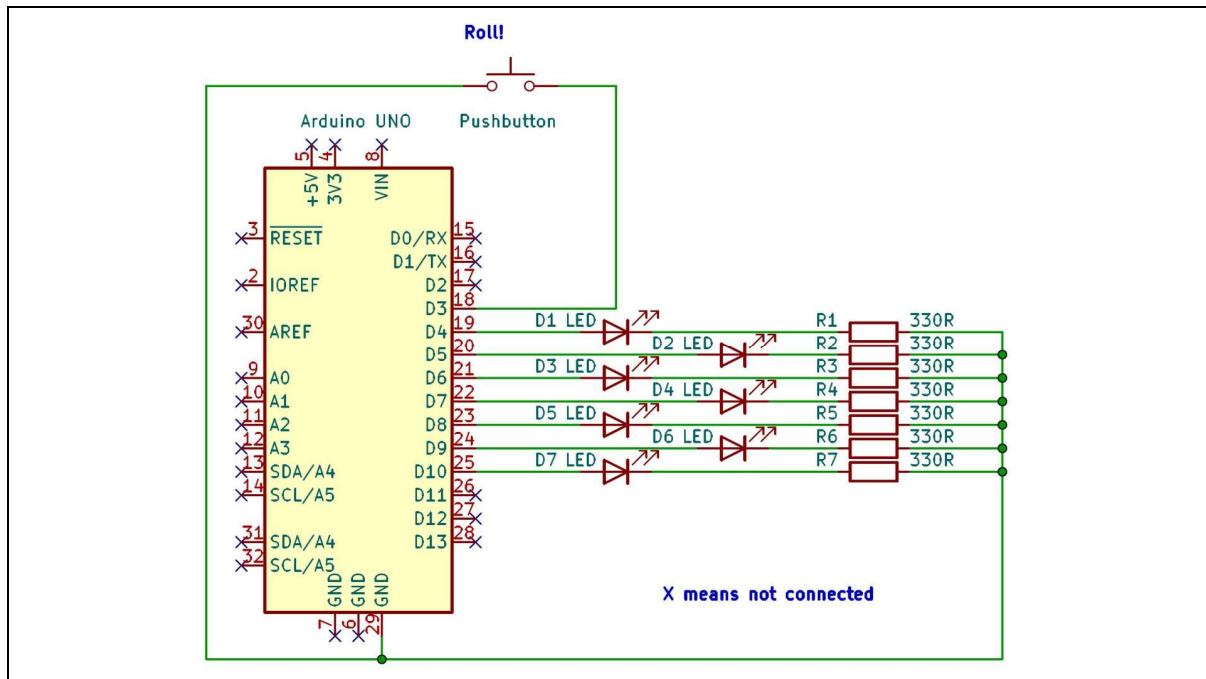 Roll!
Arduino UNO
Pushbutton
5 4 8
+5V 3V3 VIN
3 RESET D0/RX 15
D1/TX 16
2 IOREF D2 17
D3 18
30 AREF D4 19 D1 LED R1 330R
D5 20 D2 LED R2 330R
9 A0 D6 21 D3 LED R3 330R
10 A1 D7 22 D4 LED R4 330R
11 A2 D8 23 D5 LED R5 330R
12 A3 D9 24 D6 LED R6 330R
13 SDA/A4 D10 25 D7 LED R7 330R
14 SCL/A5 D11 26
D12 27
31 SDA/A4 D13 28
32 SCL/A5
GND GND GND
7 6 29
X means not connected